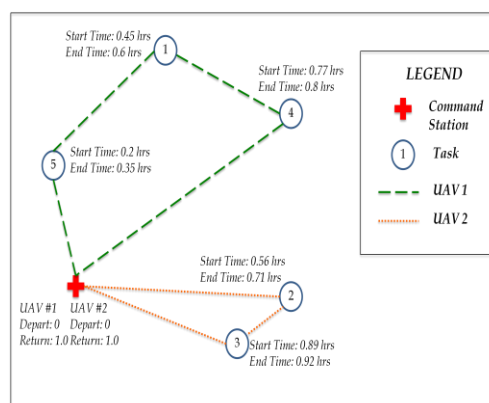 Start Time: 0.45 hrs
End Time: 0.6 hrs
1
Start Time: 0.77 hrs
End Time: 0.8 hrs
4
Start Time: 0.2 hrs
End Time: 0.35 hrs
5
Start Time: 0.56 hrs
End Time: 0.71 hrs
2
3
Start Time: 0.89 hrs
End Time: 0.92 hrs
UAV #1 UAV #2
Depart: 0 Depart: 0
Return: 1.0 Return: 1.0
LEGEND
Command
Station
1 Task
UAV 1
UAV 2